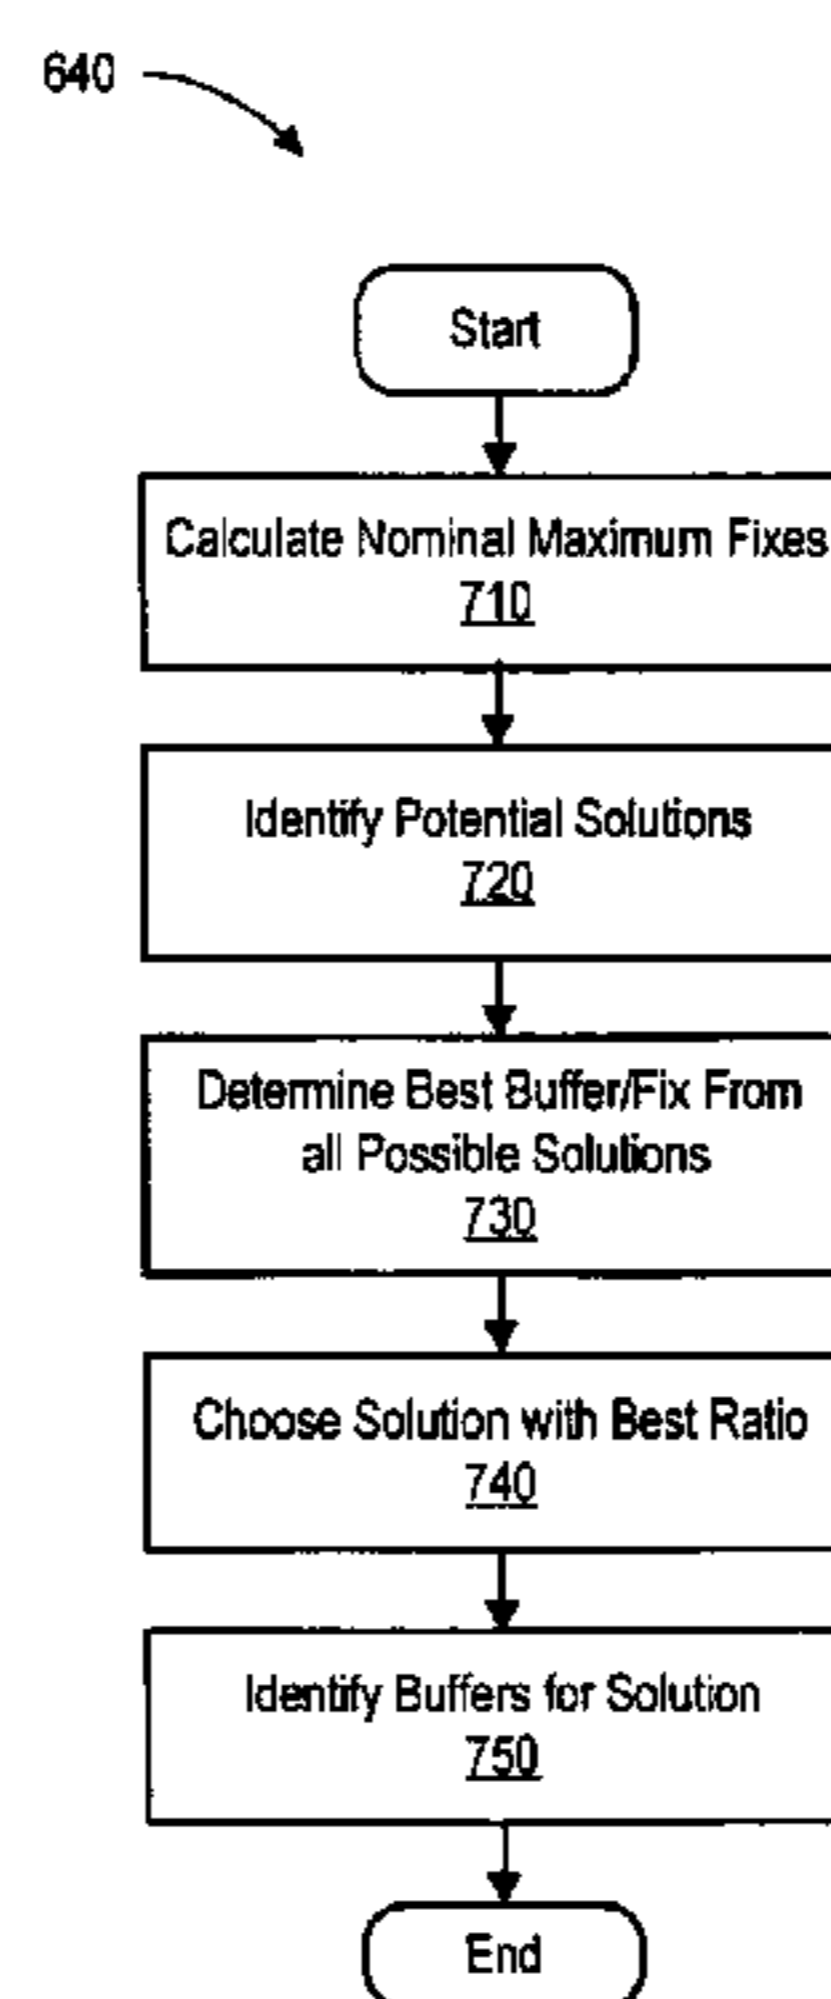 640
Start
Calculate Nominal Maximum Fixes
710
Identify Potential Solutions
720
Determine Best Buffer/Fix From
all Possible Solutions
730
Choose Solution with Best Ratio
740
Identify Buffers for Solution
750
End